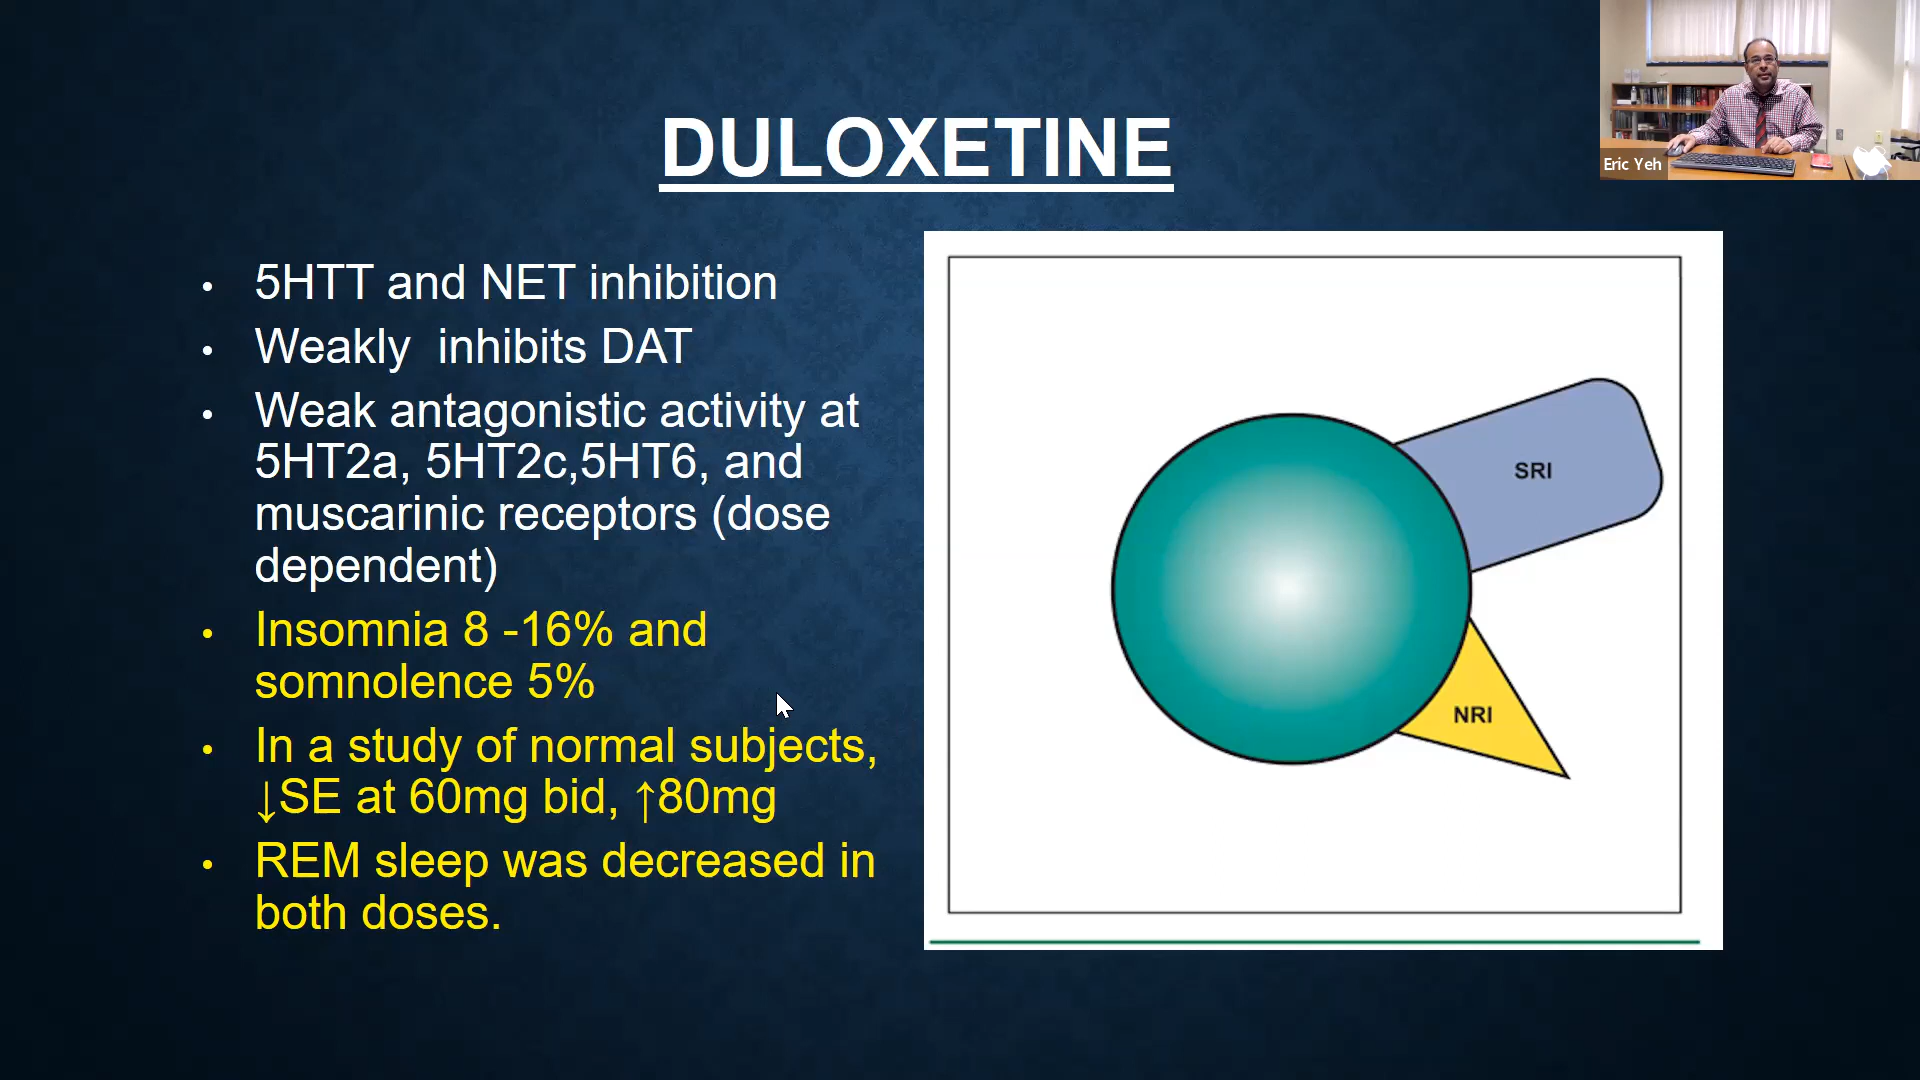 DULOXETINE
• 5HTT and NET inhibition
• Weakly  inhibits DAT
• Weak antagonistic activity at
5HT2a, 5HT2c,5HT6, and
muscarinic receptors (dose
dependent)
• Insomnia 8 -16% and
somnolence 5%
• In a study of normal subjects,
↓SE at 60mg bid, ↑80mg
• REM sleep was decreased in
both doses.
SRI
NRI
Eric Yeh